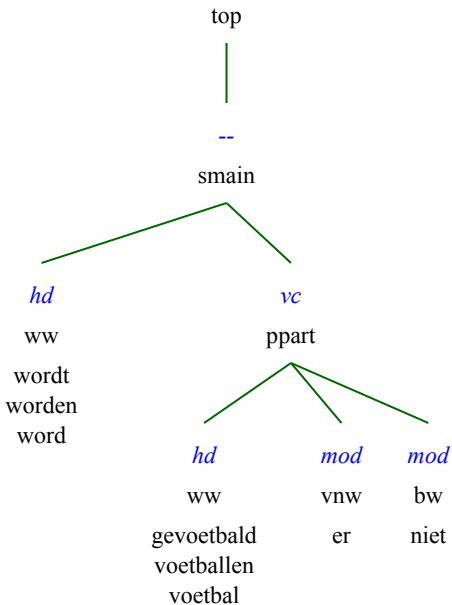 top
--
smain
hd vc
ww ppart
wordt
worden
word
hd mod mod
ww vnw bw
gevoetbald er niet
voetballen
voetbal